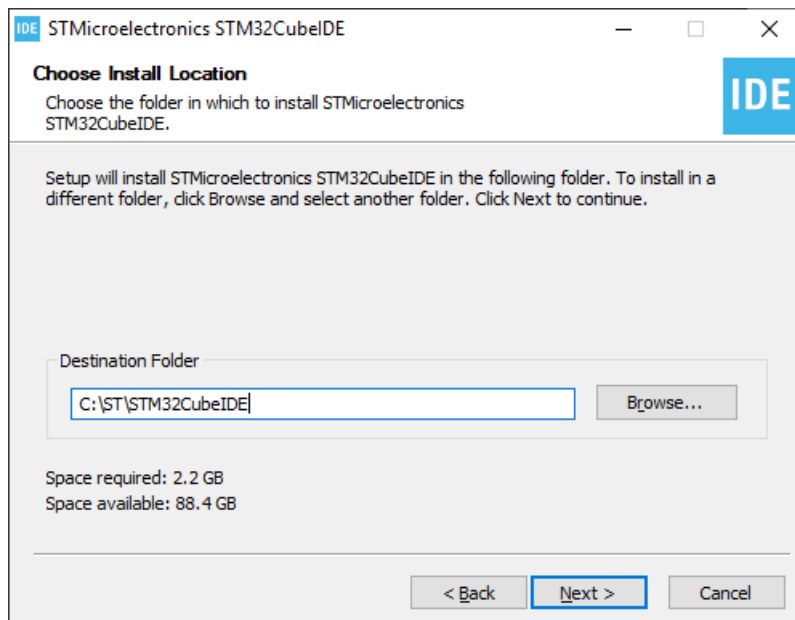 IDE STMicroelectronics STM32CubeIDE
Choose Install Location
Choose the folder in which to install STMicroelectronics
STM32CubeIDE.
IDE
Setup will install STMicroelectronics STM32CubeIDE in the following folder. To install in a
different folder, click Browse and select another folder. Click Next to continue.
Destination Folder
C:\ST\STM32CubeIDE
Browse...
Space required: 2.2 GB
Space available: 88.4 GB
< Back
Next >
Cancel